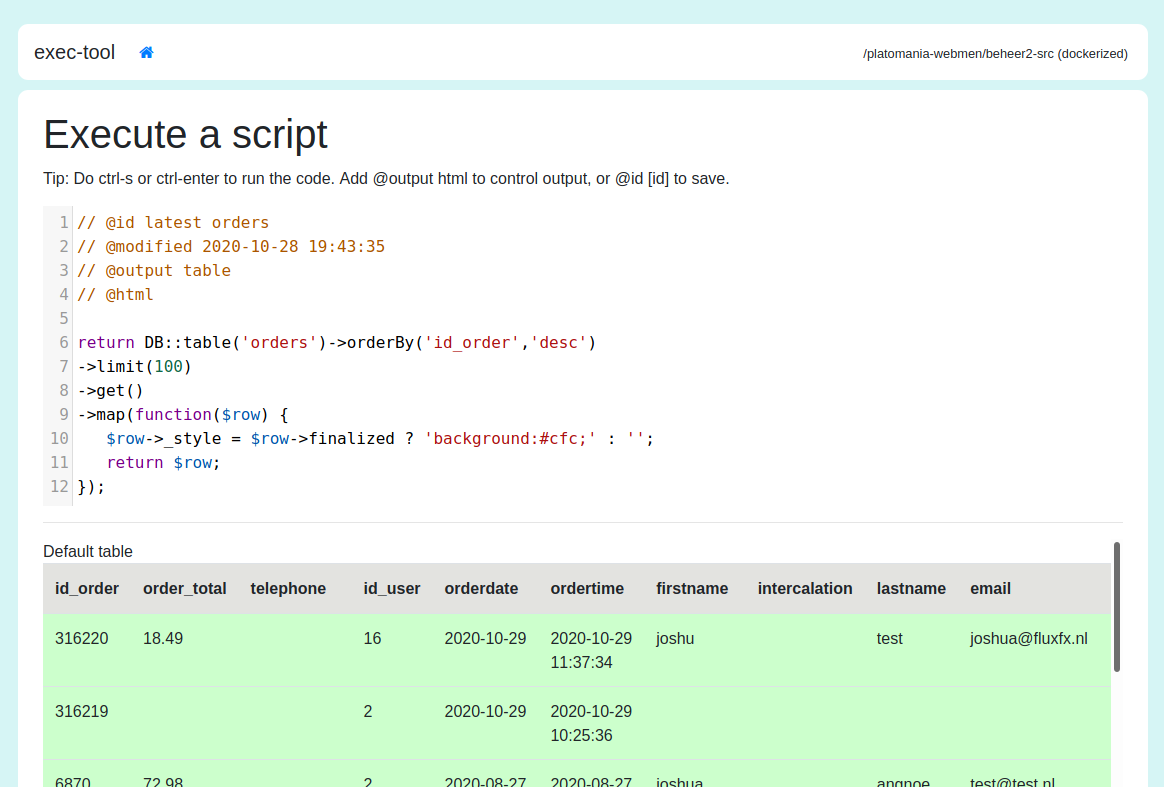 exec-tool
/platomania-webmen/beheer2-src (dockerized)
Execute a script
Tip: Do ctrl-s or ctrl-enter to run the code. Add @output html to control output, or @id [id] to save.
1 // @id latest orders
2 // @modified 2020-10-28 19:43:35
3 // @output table
4 // @html
5
6 return DB::table('orders')->orderBy('id_order','desc')
7 ->limit(100)
8 ->get()
9 ->map(function($row) {
10    $row->_style = $row->finalized ? 'background:#cfc;' : '';
11    return $row;
12 });
Default table
id_order order_total telephone id_user orderdate ordertime firstname intercalation lastname email
316220 18.49 16 2020-10-29 2020-10-29 joshu test joshua@fluxfx.nl
11:37:34
316219 2 2020-10-29 2020-10-29
10:25:36
6870 72.98 2 2020-08-27 2020-08-27 joshua angnoe test@test.nl